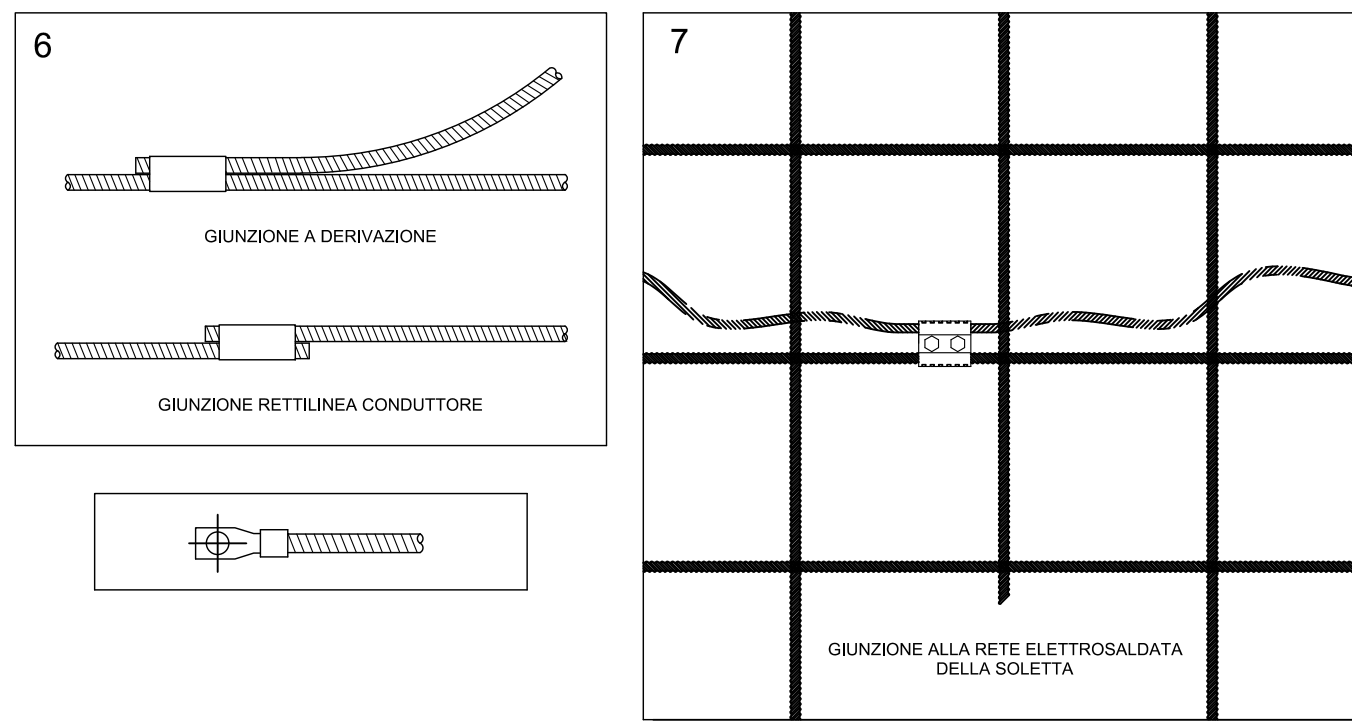 6
GIUNZIONE A DERIVAZIONE
GIUNZIONE RETTILINEA CONDUTTORE
7
GIUNZIONE ALLA RETE ELETTROSALDATA
DELLA SOLETTA